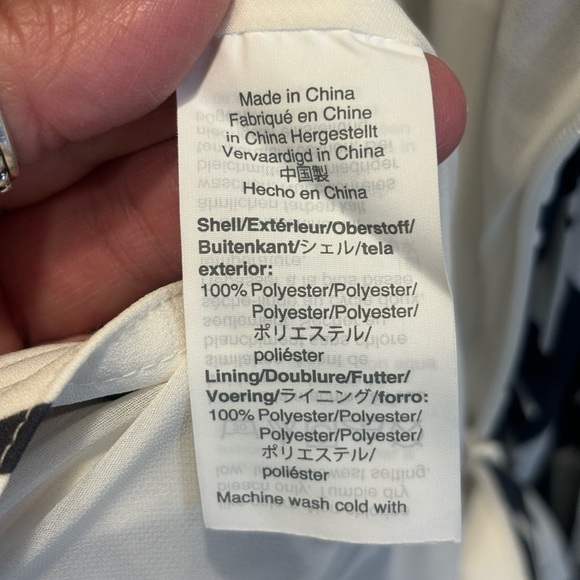 Made in China
Fabriqué en Chine
in China Hergestellt
Vervaardigd in China
中国製
Hecho en China
Shell/Extérieur/Oberstoff/
Buitenkant/シェル/tela
exterior:
100% Polyester/Polyester/
Polyester/Polyester/
ポリエステル/
poliéster
Lining/Doublure/Futter/
Voering/ライニング/forro:
100% Polyester/Polyester/
Polyester/Polyester/
ポリエステル/
poliéster
Machine wash cold with